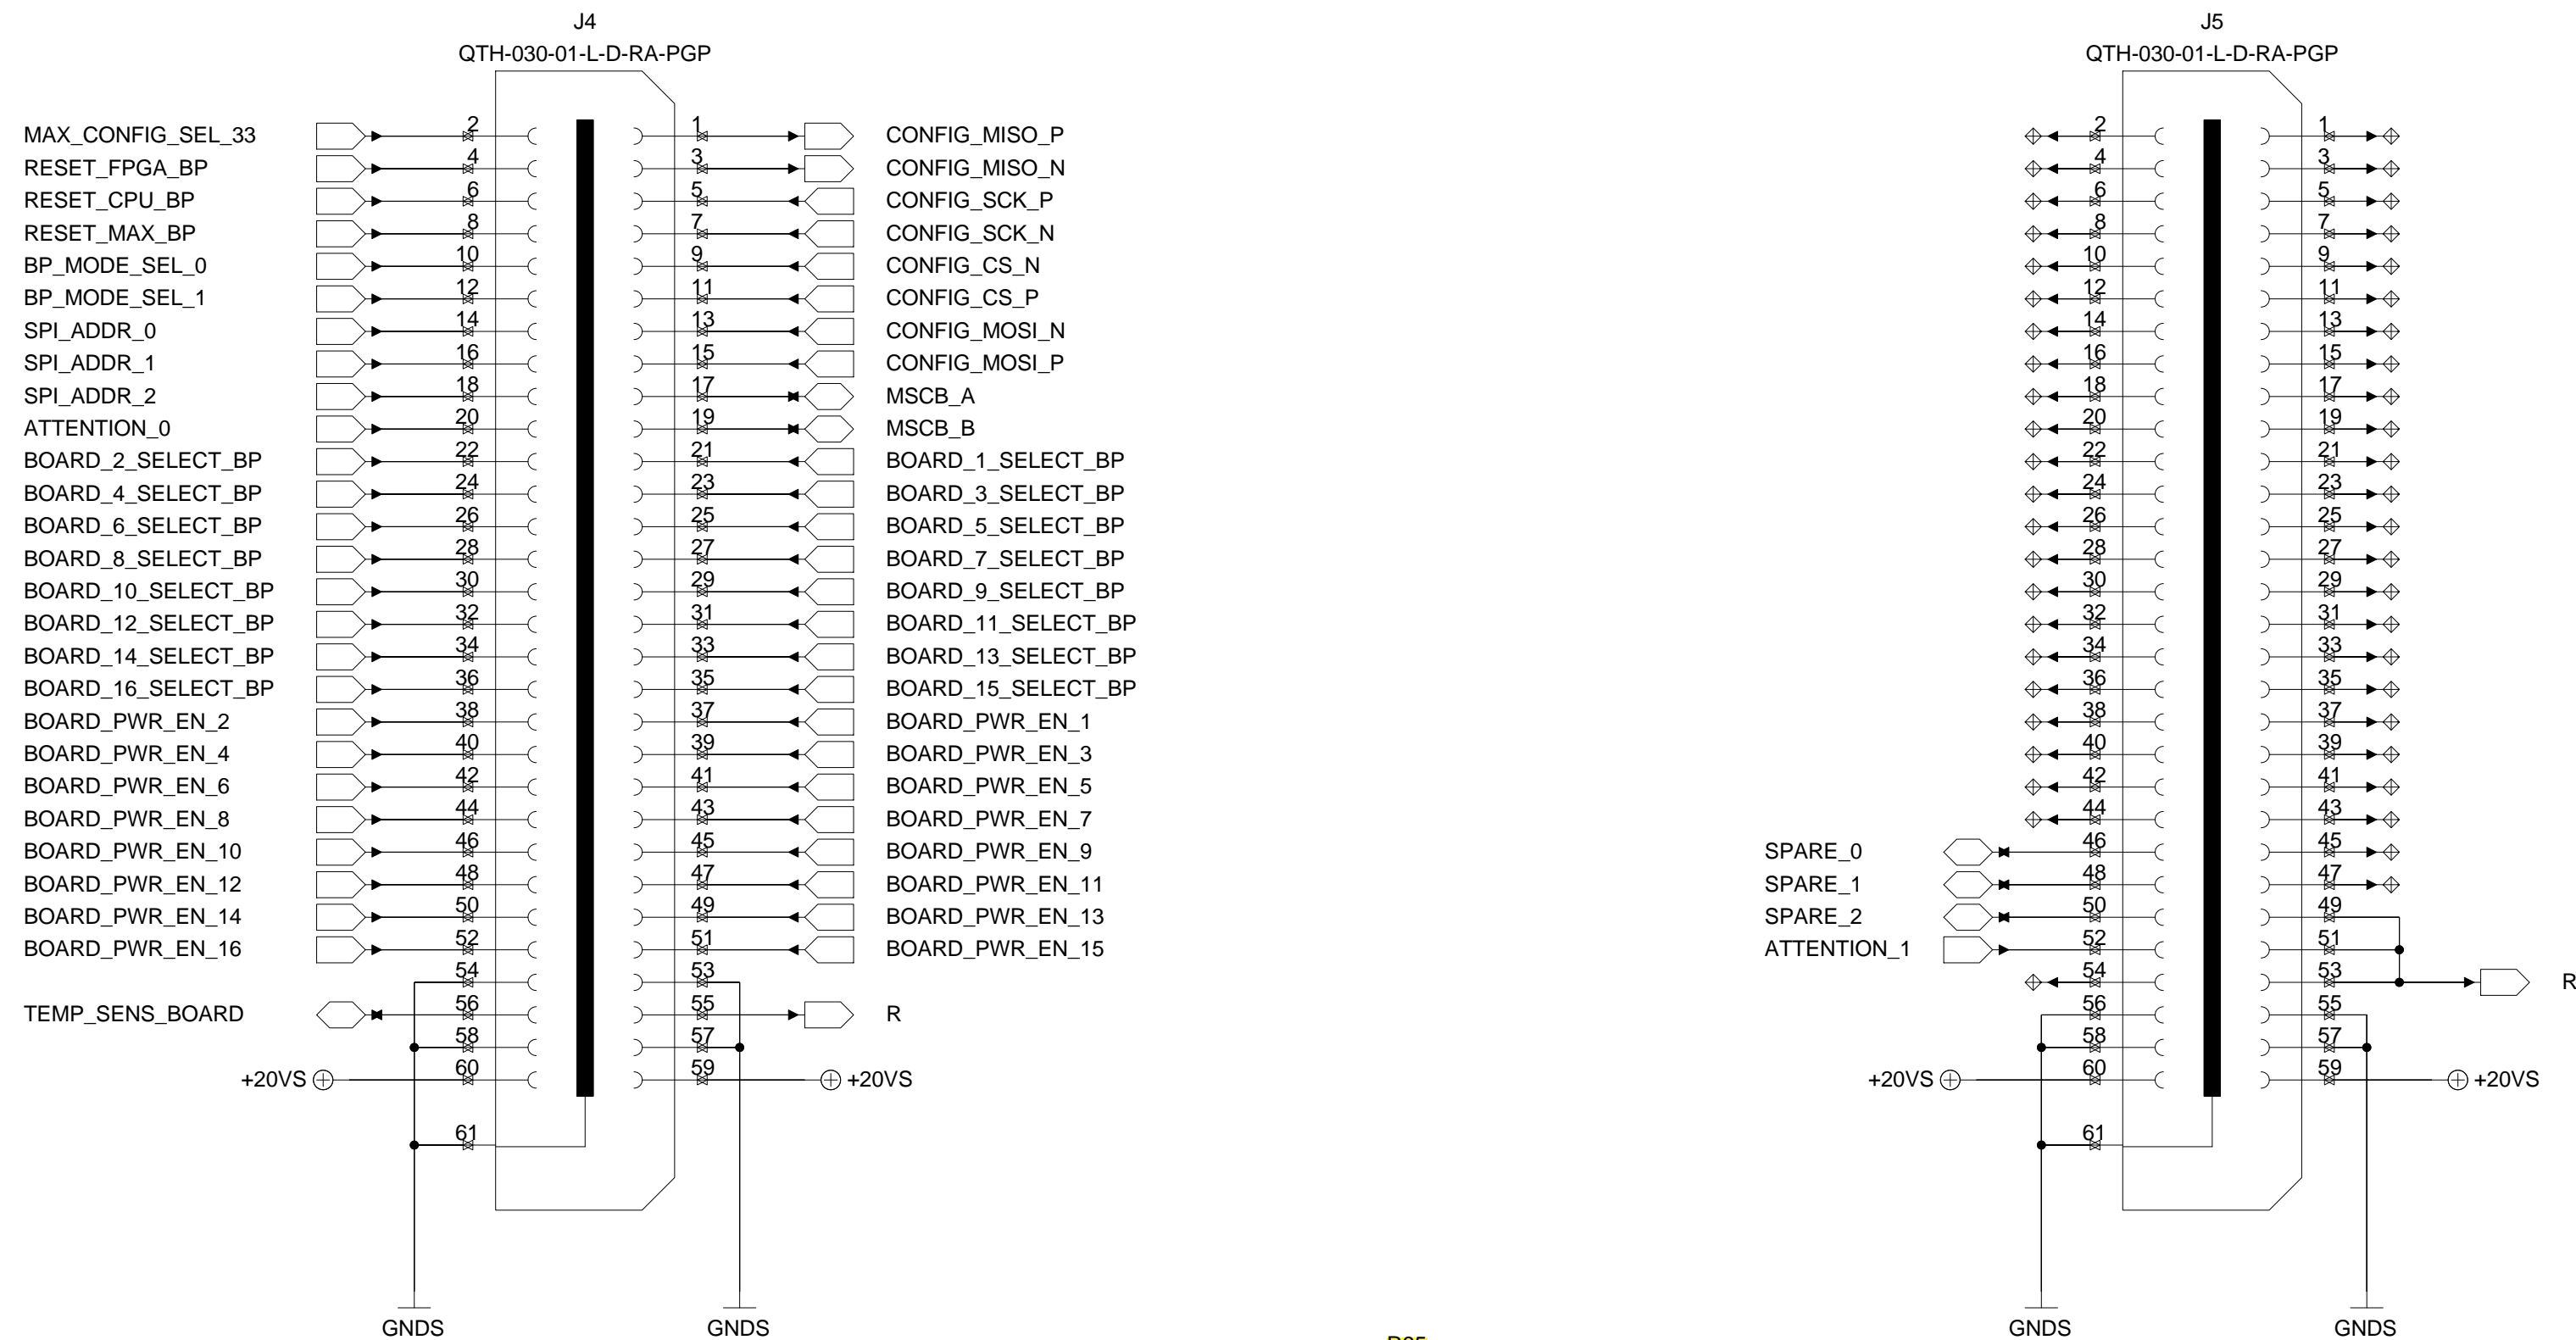 J4
QTH-030-01-L-D-RA-PGP
MAX_CONFIG_SEL_33 2 1 CONFIG_MISO_P
RESET_FPGA_BP 4 3 CONFIG_MISO_N
RESET_CPU_BP 6 5 CONFIG_SCK_P
RESET_MAX_BP 8 7 CONFIG_SCK_N
BP_MODE_SEL_0 10 9 CONFIG_CS_N
BP_MODE_SEL_1 12 11 CONFIG_CS_P
SPI_ADDR_0 14 13 CONFIG_MOSI_N
SPI_ADDR_1 16 15 CONFIG_MOSI_P
SPI_ADDR_2 18 17 MSCB_A
ATTENTION_0 20 19 MSCB_B
BOARD_2_SELECT_BP 22 21 BOARD_1_SELECT_BP
BOARD_4_SELECT_BP 24 23 BOARD_3_SELECT_BP
BOARD_6_SELECT_BP 26 25 BOARD_5_SELECT_BP
BOARD_8_SELECT_BP 28 27 BOARD_7_SELECT_BP
BOARD_10_SELECT_BP 30 29 BOARD_9_SELECT_BP
BOARD_12_SELECT_BP 32 31 BOARD_11_SELECT_BP
BOARD_14_SELECT_BP 34 33 BOARD_13_SELECT_BP
BOARD_16_SELECT_BP 36 35 BOARD_15_SELECT_BP
BOARD_PWR_EN_2 38 37 BOARD_PWR_EN_1
BOARD_PWR_EN_4 40 39 BOARD_PWR_EN_3
BOARD_PWR_EN_6 42 41 BOARD_PWR_EN_5
BOARD_PWR_EN_8 44 43 BOARD_PWR_EN_7
BOARD_PWR_EN_10 46 45 BOARD_PWR_EN_9
BOARD_PWR_EN_12 48 47 BOARD_PWR_EN_11
BOARD_PWR_EN_14 50 49 BOARD_PWR_EN_13
BOARD_PWR_EN_16 52 51 BOARD_PWR_EN_15
54 53
TEMP_SENS_BOARD 56 55 R
58 57
+20VS 60 59 +20VS
61
GNDS GNDS
J5
QTH-030-01-L-D-RA-PGP
2 1
4 3
6 5
8 7
10 9
12 11
14 13
16 15
18 17
20 19
22 21
24 23
26 25
28 27
30 29
32 31
34 33
36 35
38 37
40 39
42 41
44 43
SPARE_0 46 45
SPARE_1 48 47
SPARE_2 50 49
ATTENTION_1 52 51
54 53 R
56 55
58 57
+20VS 60 59 +20VS
61
GNDS GNDS